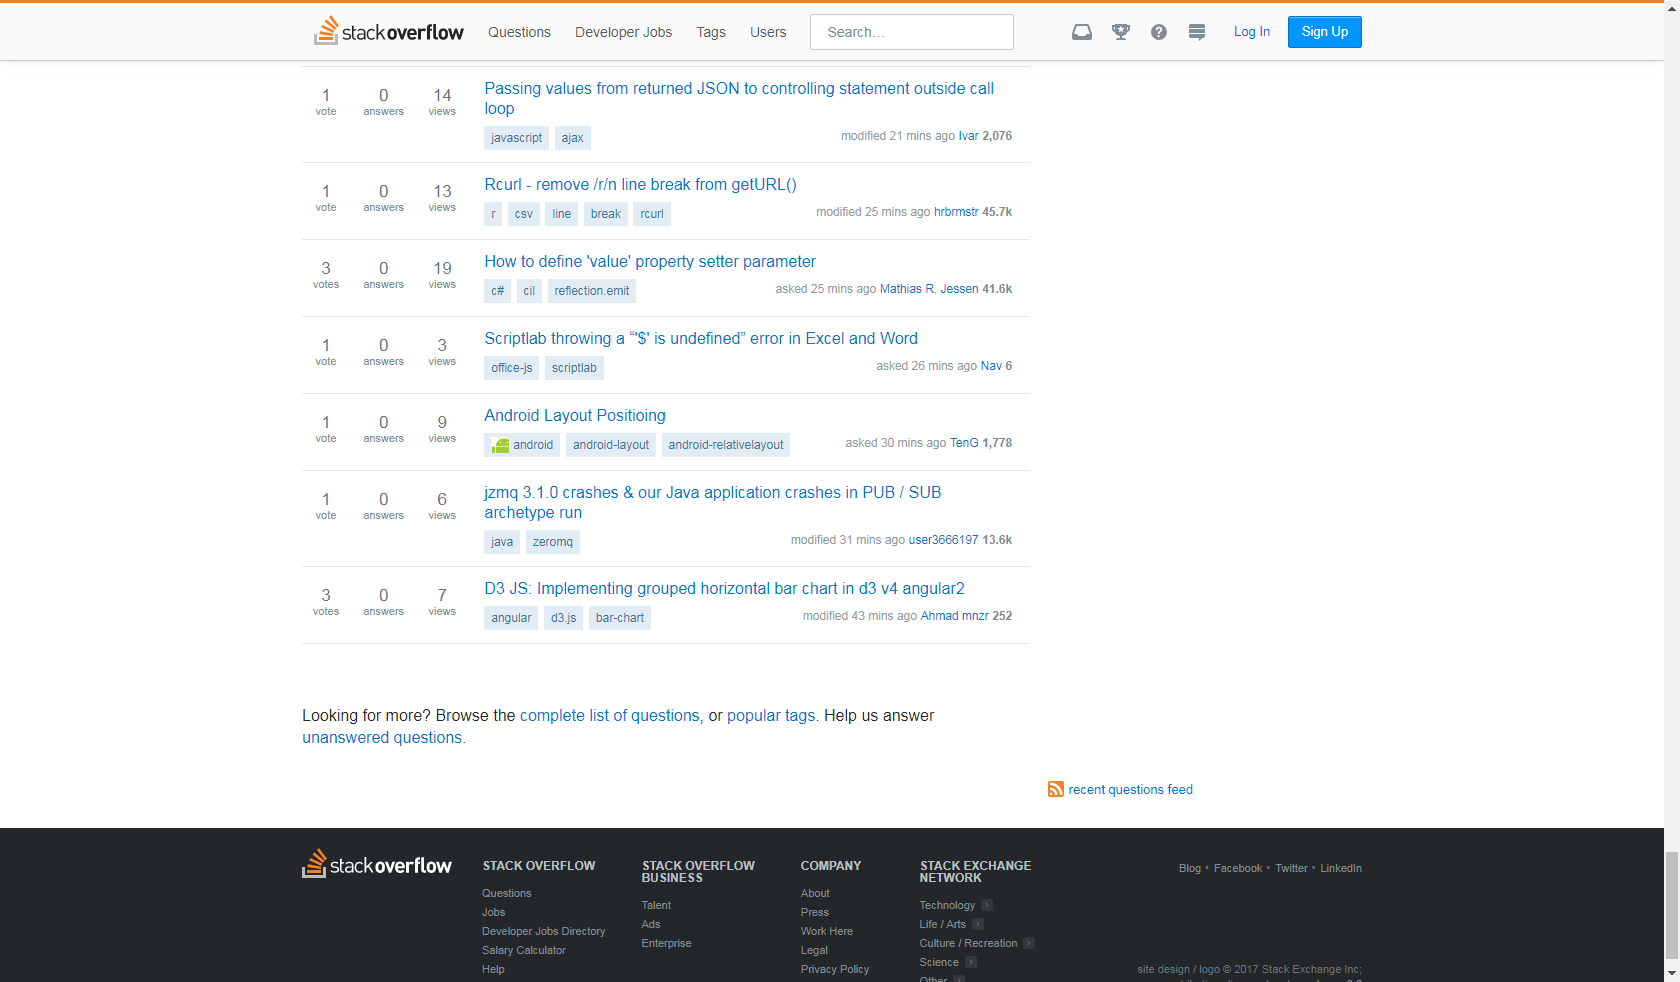 stackoverflow Questions Developer Jobs Tags Users Search... Log In Sign Up
1 vote 0 answers 14 views
Passing values from returned JSON to controlling statement outside call
loop
javascript ajax
modified 21 mins ago Ivar 2,076
1 vote 0 answers 13 views
Rcurl - remove /r/n line break from getURL()
r csv line break rcurl
modified 25 mins ago hrbrmstr 45.7k
3 votes 0 answers 19 views
How to define 'value' property setter parameter
c# cil reflection.emit
asked 25 mins ago Mathias R. Jessen 41.6k
1 vote 0 answers 3 views
Scriptlab throwing a “'$' is undefined” error in Excel and Word
office-js scriptlab
asked 26 mins ago Nav 6
1 vote 0 answers 9 views
Android Layout Positioing
android android-layout android-relativelayout
asked 30 mins ago TenG 1,778
1 vote 0 answers 6 views
jzmq 3.1.0 crashes & our Java application crashes in PUB / SUB
archetype run
java zeromq
modified 31 mins ago user3666197 13.6k
3 votes 0 answers 7 views
D3 JS: Implementing grouped horizontal bar chart in d3 v4 angular2
angular d3.js bar-chart
modified 43 mins ago Ahmad mnzr 252
Looking for more? Browse the complete list of questions, or popular tags. Help us answer
unanswered questions.
recent questions feed
stackoverflow
STACK OVERFLOW
Questions
Jobs
Developer Jobs Directory
Salary Calculator
Help
STACK OVERFLOW
BUSINESS
Talent
Ads
Enterprise
COMPANY
About
Press
Work Here
Legal
Privacy Policy
STACK EXCHANGE
NETWORK
Technology
Life / Arts
Culture / Recreation
Science
Other
Blog • Facebook • Twitter • LinkedIn
site design / logo © 2017 Stack Exchange Inc;